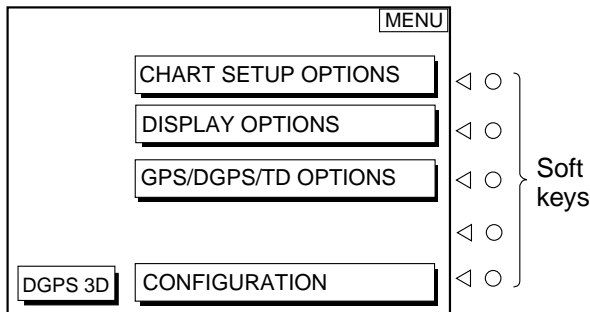 MENU
CHART SETUP OPTIONS
DISPLAY OPTIONS
GPS/DGPS/TD OPTIONS
Soft
keys
DGPS 3D
CONFIGURATION